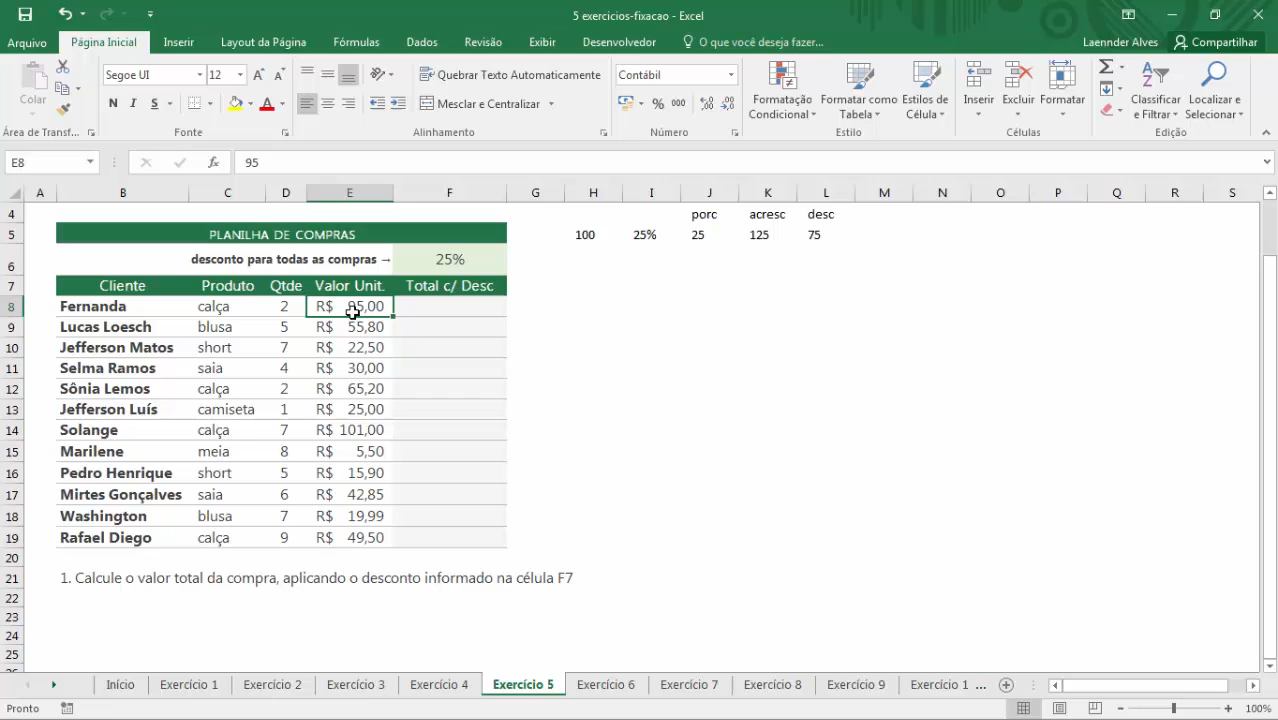 5 exercicios-fixacao - Excel
Arquivo Página Inicial Inserir Layout da Página Fórmulas Dados Revisão Exibir Desenvolvedor O que você deseja fazer... Laennder Alves Compartilhar
Colar
Segoe UI 12
N I S
Quebrar Texto Automaticamente
Mesclar e Centralizar
Contábil
% 000
Formatação Condicional
Formatar como Tabela
Estilos de Célula
Inserir Excluir Formatar
Classificar e Filtrar
Localizar e Selecionar
Área de Transf... Fonte Alinhamento Número Estilo Células Edição
E8 fx 95
A B C D E F G H I J K L M N O P Q R S
4 porc acresc desc
5 PLANILHA DE COMPRAS 100 25% 25 125 75
6 desconto para todas as compras → 25%
7 Cliente Produto Qtde Valor Unit. Total c/ Desc
8 Fernanda calça 2 R$ 95,00
9 Lucas Loesch blusa 5 R$ 55,80
10 Jefferson Matos short 7 R$ 22,50
11 Selma Ramos saia 4 R$ 30,00
12 Sônia Lemos calça 2 R$ 65,20
13 Jefferson Luís camiseta 1 R$ 25,00
14 Solange calça 7 R$ 101,00
15 Marilene meia 8 R$ 5,50
16 Pedro Henrique short 5 R$ 15,90
17 Mirtes Gonçalves saia 6 R$ 42,85
18 Washington blusa 7 R$ 19,99
19 Rafael Diego calça 9 R$ 49,50
20
21 1. Calcule o valor total da compra, aplicando o desconto informado na célula F7
22
23
24
25
Início Exercício 1 Exercício 2 Exercício 3 Exercício 4 Exercício 5 Exercício 6 Exercício 7 Exercício 8 Exercício 9 Exercício 1 ...
Pronto 100%